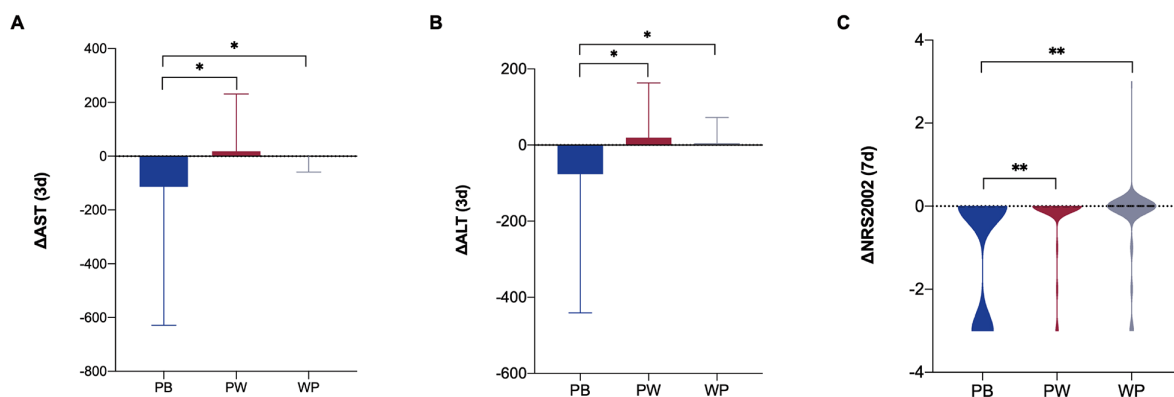 A
ΔAST (3d)
400
200
0
-200
-400
-600
-800
*
*
PB PW WP
B
ΔALT (3d)
200
0
-200
-400
-600
*
*
PB PW WP
C
ΔNRS2002 (7d)
4
2
0
-2
-4
**
**
PB PW WP